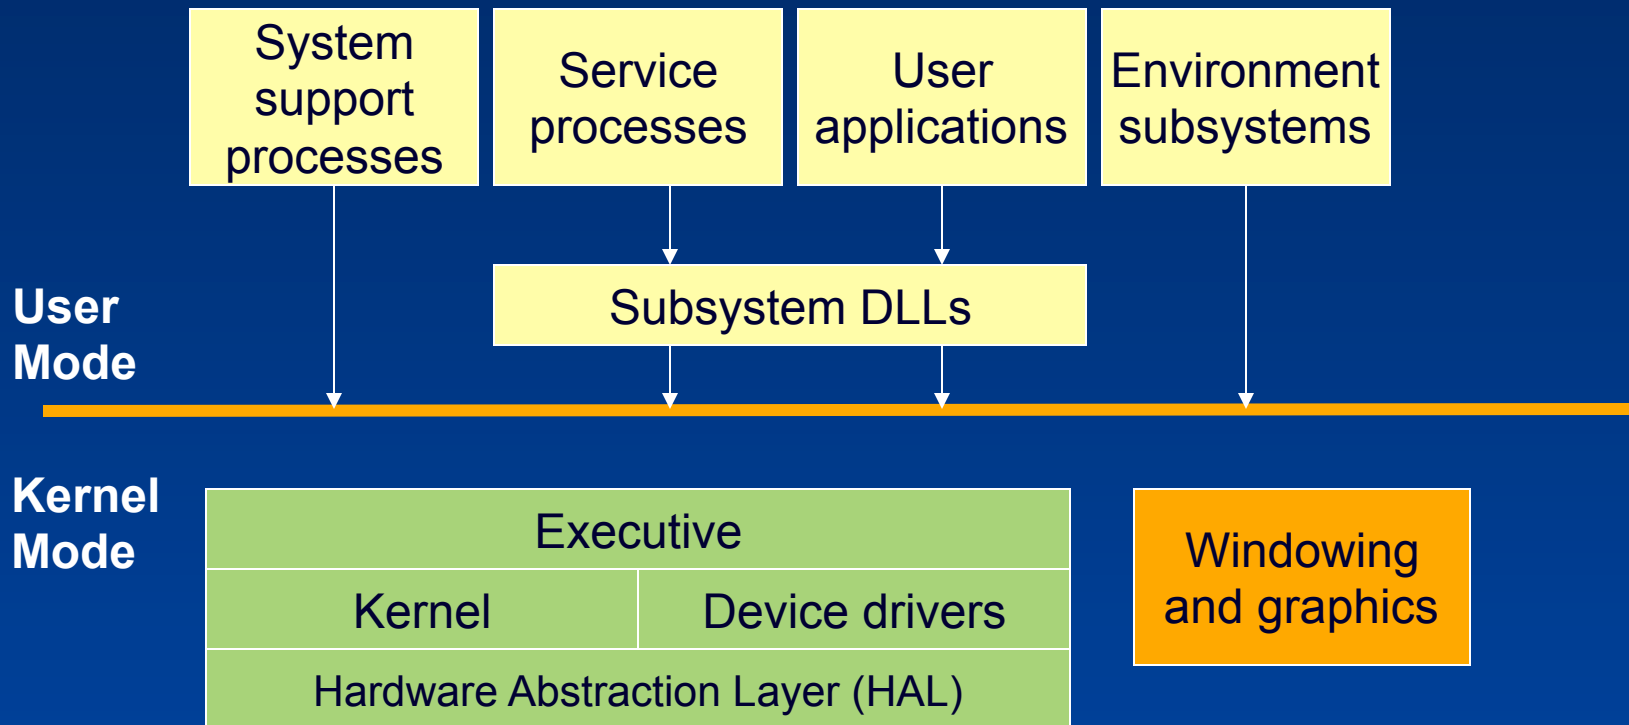 System
support
processes
Service
processes
User
applications
Environment
subsystems
Subsystem DLLs
User
Mode
Kernel
Mode
Executive
Kernel
Device drivers
Hardware Abstraction Layer (HAL)
Windowing
and graphics